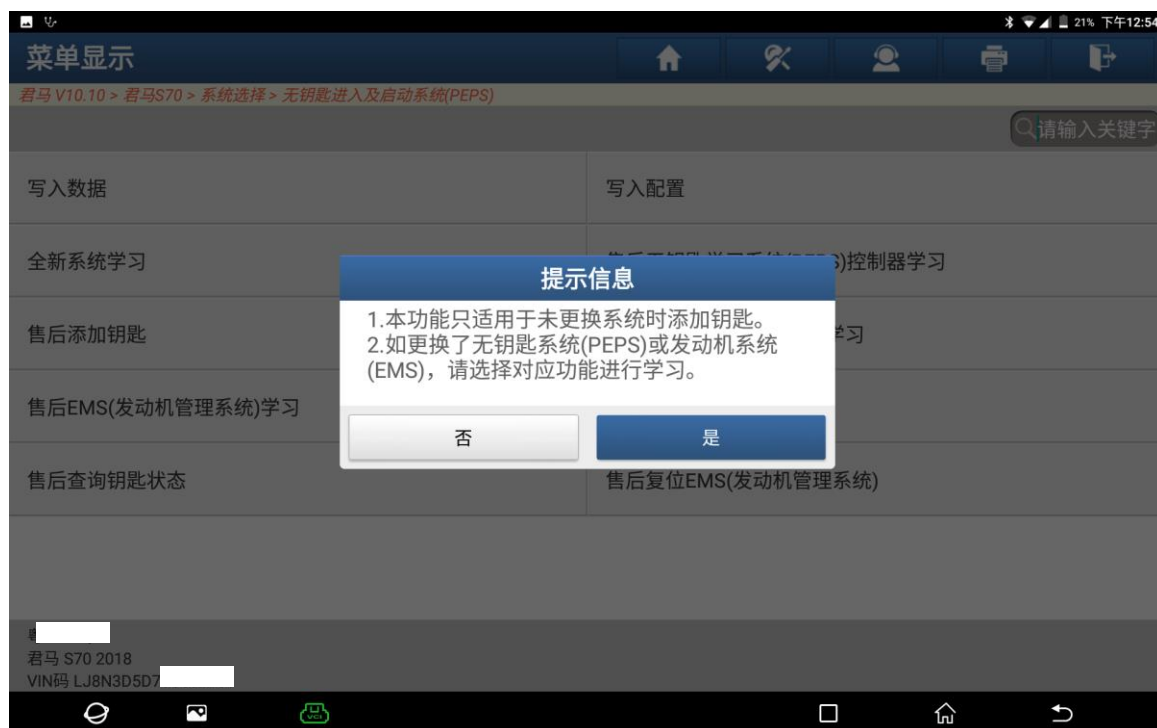 21% 下午12:54
菜单显示
君马 V10.10 > 君马S70 > 系统选择 > 无钥匙进入及启动系统(PEPS)
请输入关键字
写入数据
写入配置
全新系统学习
)控制器学习
提示信息
1.本功能只适用于未更换系统时添加钥匙。
2.如更换了无钥匙系统(PEPS)或发动机系统
(EMS)，请选择对应功能进行学习。
售后添加钥匙
学习
售后EMS(发动机管理系统)学习
否
是
售后查询钥匙状态
售后复位EMS(发动机管理系统)
君马 S70 2018
VIN码 LJ8N3D5D7
VCI